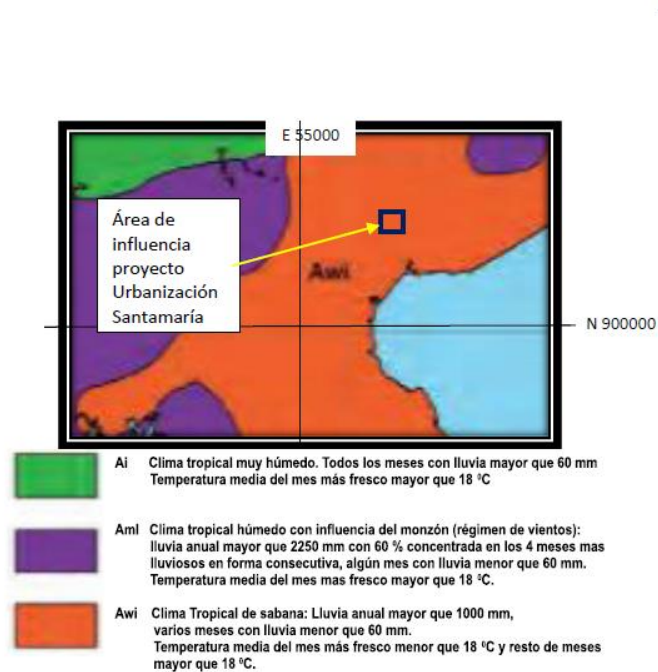 E 55000
Área de
influencia
proyecto
Urbanización
Santamaría
Awi
N 900000
Ai Clima tropical muy húmedo. Todos los meses con lluvia mayor que 60 mm
Temperatura media del mes más fresco mayor que 18 ºC
AmI Clima tropical húmedo con influencia del monzón (régimen de vientos):
lluvia anual mayor que 2250 mm con 60 % concentrada en los 4 meses mas
lluviosos en forma consecutiva, algún mes con lluvia menor que 60 mm.
Temperatura media del mes mas fresco mayor que 18 ºC.
Awi Clima Tropical de sabana: Lluvia anual mayor que 1000 mm,
varios meses con lluvia menor que 60 mm.
Temperatura media del mes más fresco menor que 18 ºC y resto de meses
mayor que 18 ºC.